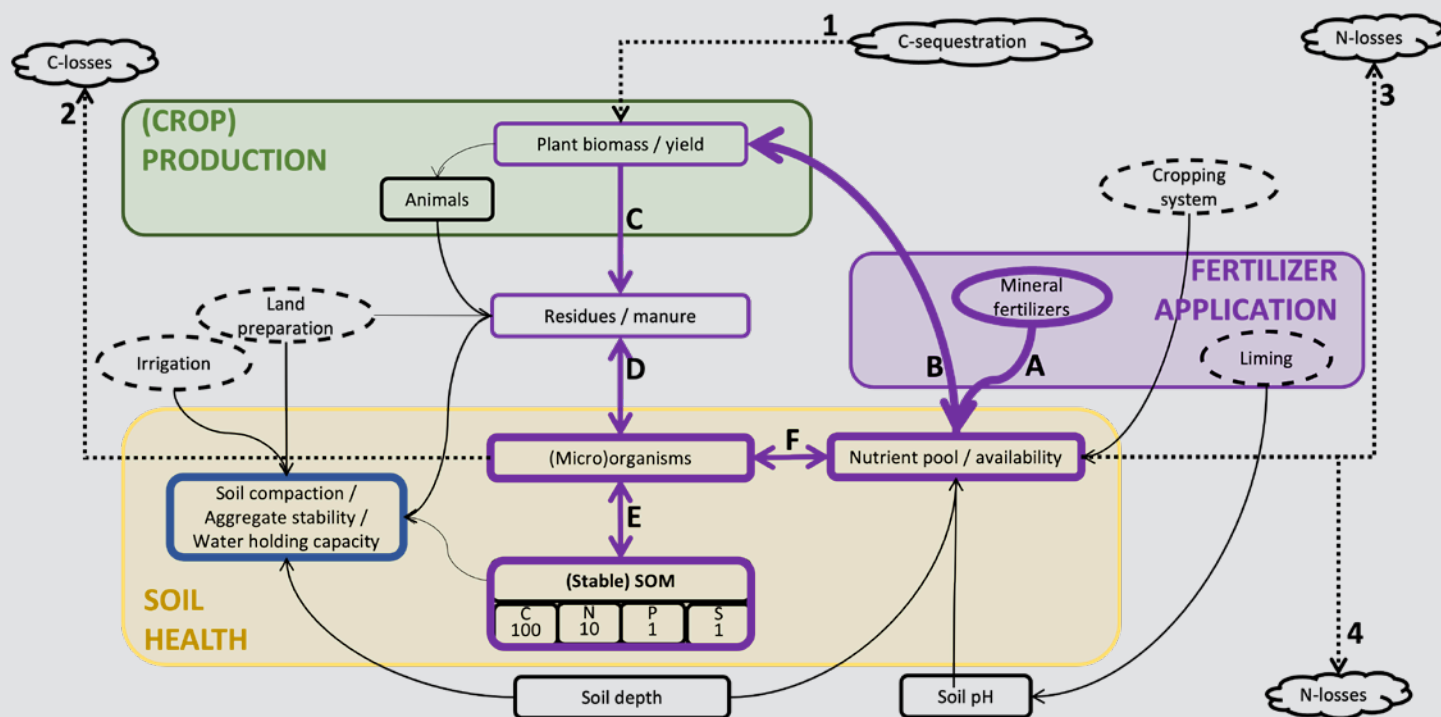 1
C-sequestration
N-losses
C-losses
2
3
(CROP)
PRODUCTION
Plant biomass / yield
Cropping
system
Animals
C
FERTILIZER
APPLICATION
Mineral
fertilizers
Land
preparation
Residues / manure
Irrigation
Liming
D
B
A
(Micro)organisms
F
Nutrient pool / availability
Soil compaction /
Aggregate stability /
Water holding capacity
E
(Stable) SOM
C N P S
100 10 1 1
SOIL
HEALTH
4
Soil depth
Soil pH
N-losses